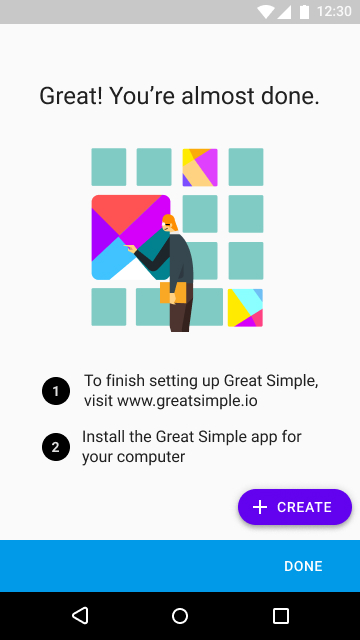 12:30
Great! You’re almost done.
1 To finish setting up Great Simple,
visit www.greatsimple.io
2 Install the Great Simple app for
your computer
CREATE
DONE